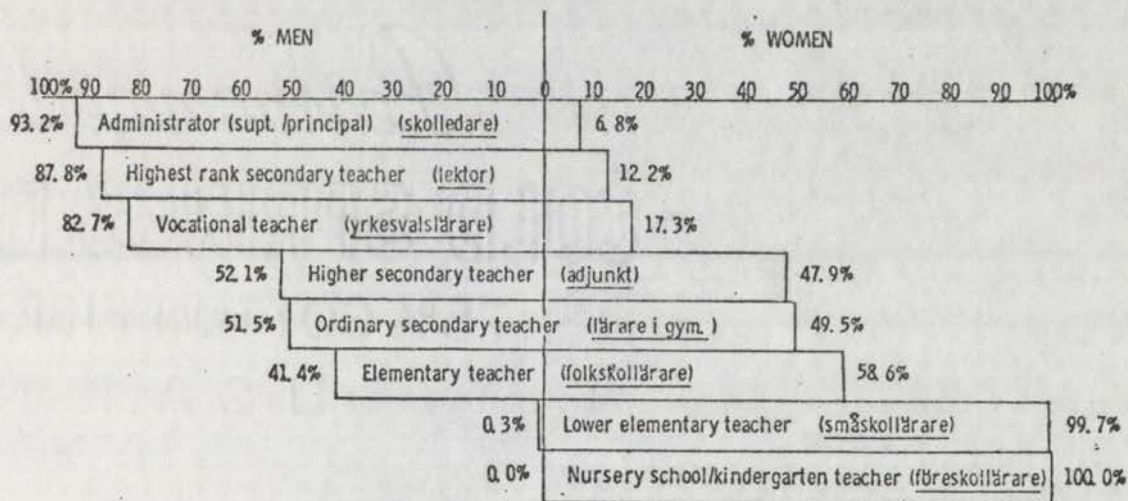 % MEN % WOMEN
100% 90 80 70 60 50 40 30 20 10 0 10 20 30 40 50 60 70 80 90 100%
93.2% Administrator (supt./principal) (skolledare) 6.8%
87.8% Highest rank secondary teacher (lektor) 12.2%
82.7% Vocational teacher (yrkesvalslärare) 17.3%
52.1% Higher secondary teacher (adjunkt) 47.9%
51.5% Ordinary secondary teacher (lärare i gym.) 49.5%
41.4% Elementary teacher (folkskollärare) 58.6%
0.3% Lower elementary teacher (småskollärare) 99.7%
0.0% Nursery school/kindergarten teacher (föreskollärare) 100.0%